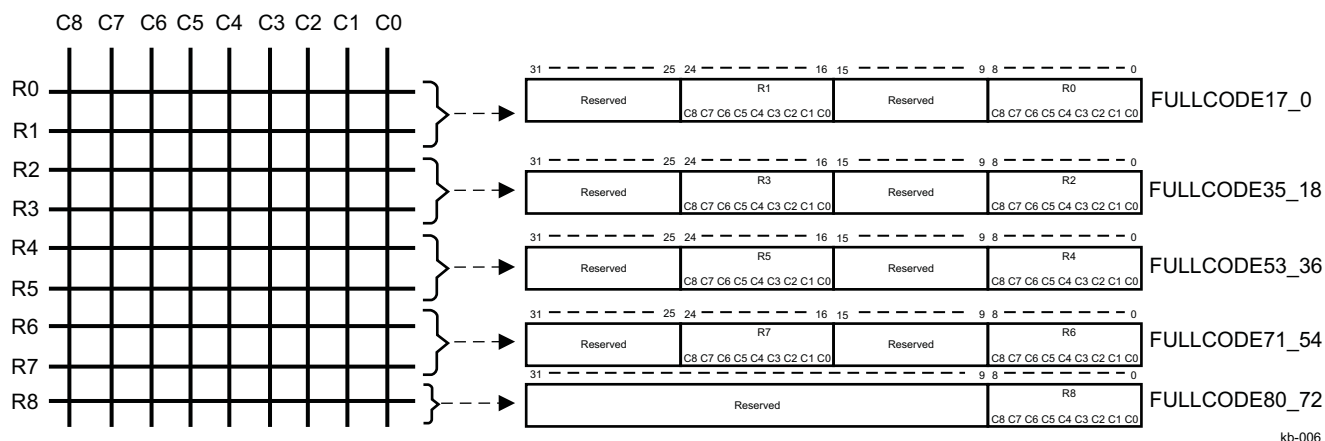 C8 C7 C6 C5 C4 C3 C2 C1 C0
R0
R1
R2
R3
R4
R5
R6
R7
R8
31 25 24 16 15 9 8 0
Reserved R1 Reserved R0
C8 C7 C6 C5 C4 C3 C2 C1 C0 C8 C7 C6 C5 C4 C3 C2 C1 C0
FULLCODE17_0
31 25 24 16 15 9 8 0
Reserved R3 Reserved R2
C8 C7 C6 C5 C4 C3 C2 C1 C0 C8 C7 C6 C5 C4 C3 C2 C1 C0
FULLCODE35_18
31 25 24 16 15 9 8 0
Reserved R5 Reserved R4
C8 C7 C6 C5 C4 C3 C2 C1 C0 C8 C7 C6 C5 C4 C3 C2 C1 C0
FULLCODE53_36
31 25 24 16 15 9 8 0
Reserved R7 Reserved R6
C8 C7 C6 C5 C4 C3 C2 C1 C0 C8 C7 C6 C5 C4 C3 C2 C1 C0
FULLCODE71_54
31 9 8 0
Reserved R8
C8 C7 C6 C5 C4 C3 C2 C1 C0
FULLCODE80_72
kb-006